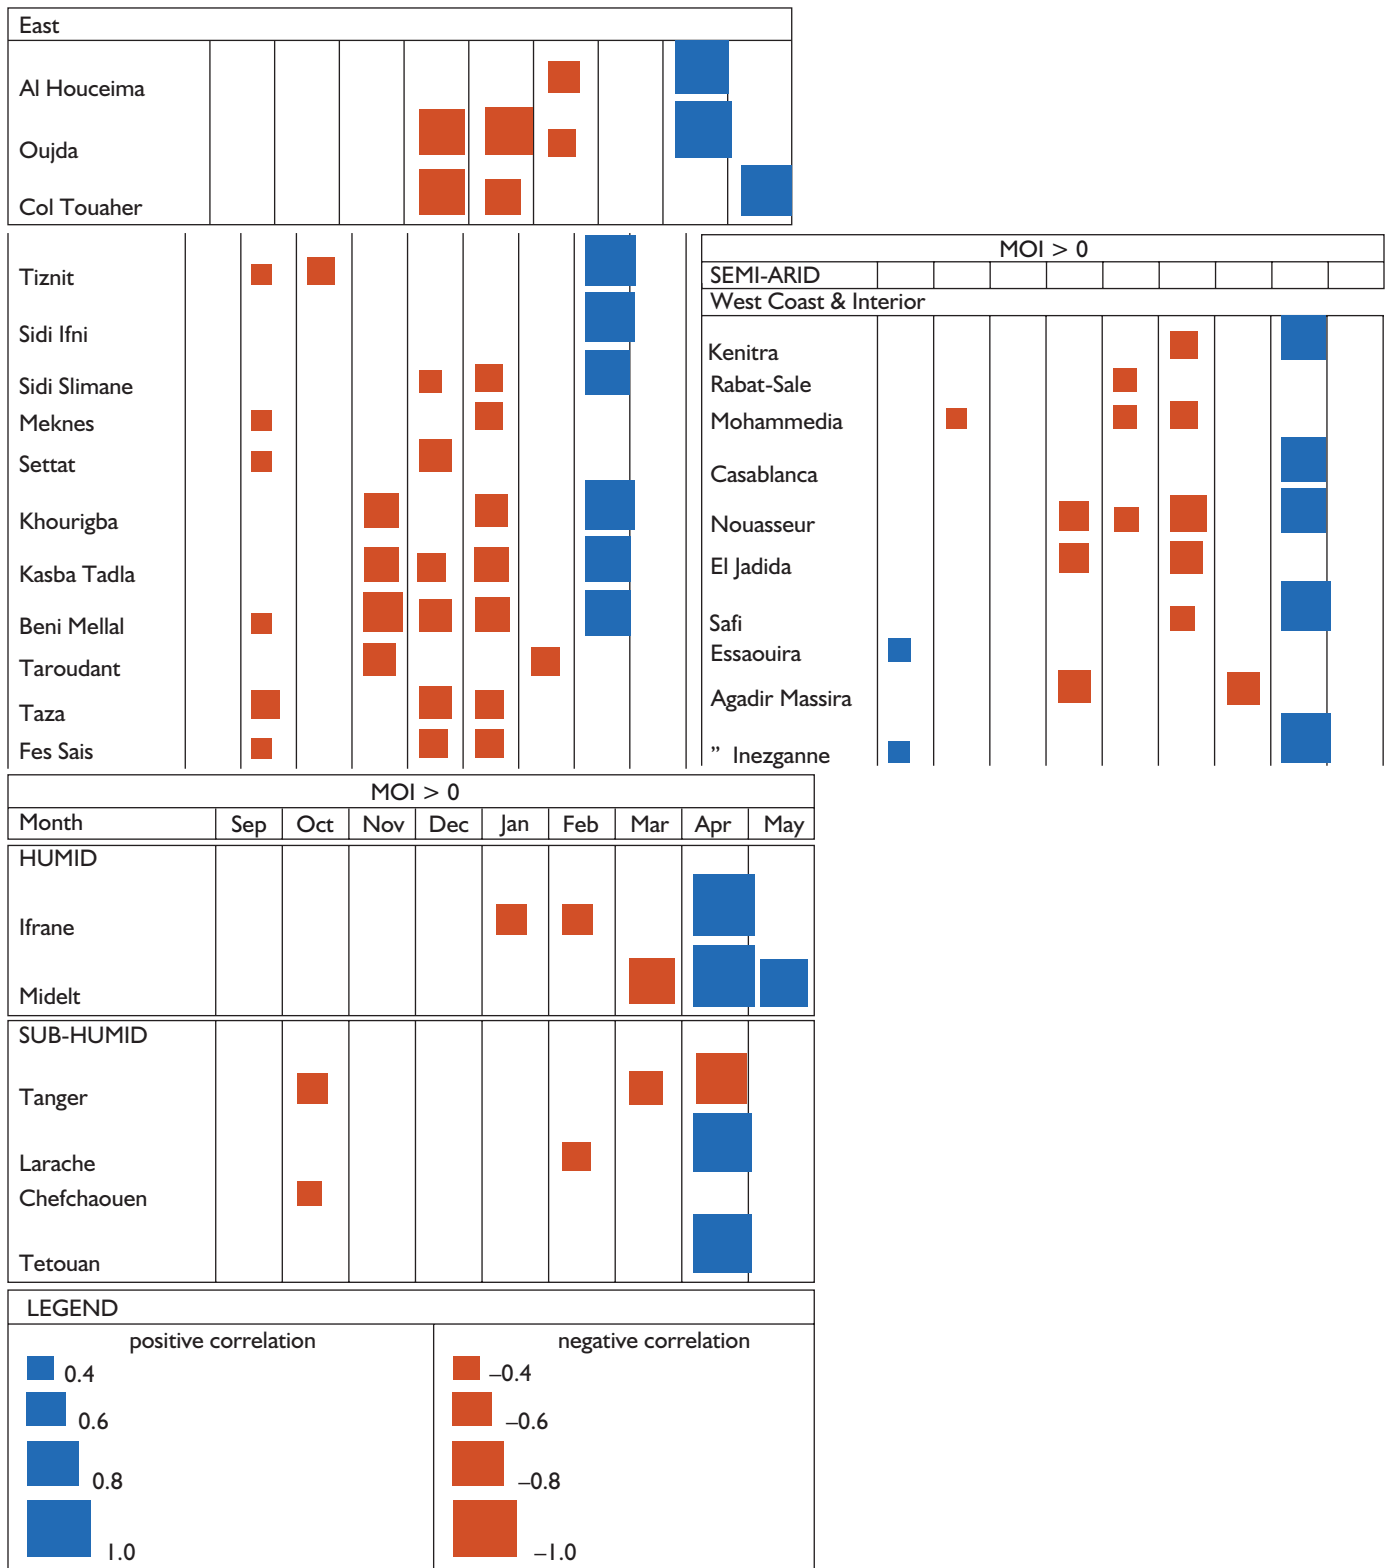 East
Al Houceima
Oujda
Col Touaher
Tiznit
Sidi Ifni
Sidi Slimane
Meknes
Settat
Khourigba
Kasba Tadla
Beni Mellal
Taroudant
Taza
Fes Sais
MOI > 0
SEMI-ARID
West Coast & Interior
Kenitra
Rabat-Sale
Mohammedia
Casablanca
Nouasseur
El Jadida
Safi
Essaouira
Agadir Massira
” Inezganne
MOI > 0
Month Sep Oct Nov Dec Jan Feb Mar Apr May
HUMID
Ifrane
Midelt
SUB-HUMID
Tanger
Larache
Chefchaouen
Tetouan
LEGEND
positive correlation negative correlation
0.4 –0.4
0.6 –0.6
0.8 –0.8
1.0 –1.0